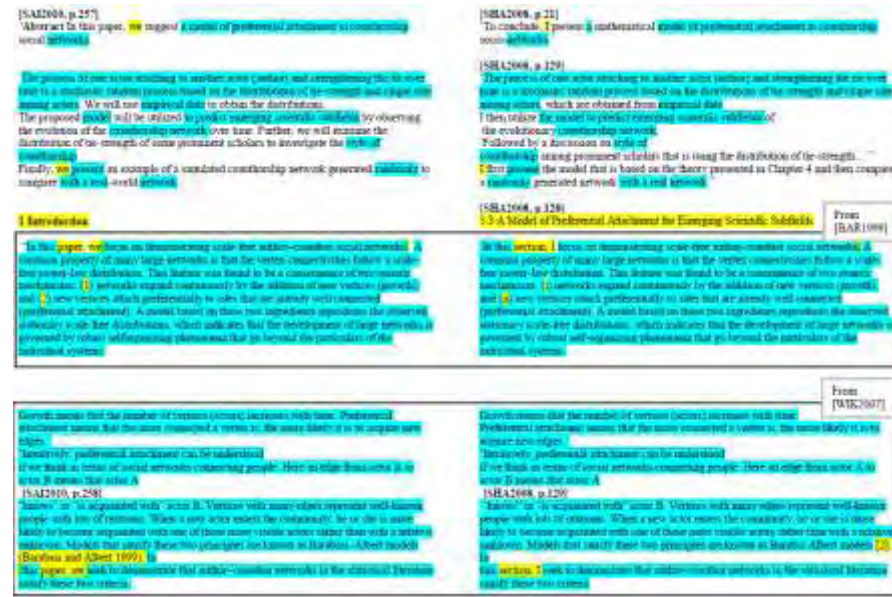 [SAI2010, p.257]
"Abstract In this paper, we suggest a model of preferential attachment in coauthorship
social networks.
The process of one actor attaching to another actor (author) and strengthening the tie over
time is a stochastic random process based on the distributions of tie-strength and clique size
among actors. We will use empirical data to obtain the distributions.
The proposed model will be utilized to predict emerging scientific subfields by observing
the evolution of the coauthorship network over time. Further, we will examine the
distribution of tie-strength of some prominent scholars to investigate the style of
coauthorship.
Finally, we present an example of a simulated coauthorship network generated randomly to
compare with a real-world network.
1 Introduction
"In this paper, we focus on demonstrating scale-free author-coauthor social networks. A
common property of many large networks is that the vertex connectivities follow a scale-
free power-law distribution. This feature was found to be a consequence of two generic
mechanisms: (1) networks expand continuously by the addition of new vertices (growth),
and (2) new vertices attach preferentially to sites that are already well connected
(preferential attachment). A model based on these two ingredients reproduces the observed
stationary scale-free distributions, which indicates that the development of large networks is
governed by robust self-organizing phenomena that go beyond the particulars of the
individual systems.
Growth means that the number of vertices (actors) increases with time. Preferential
attachment means that the more connected a vertex is, the more likely it is to acquire new
edges.
Intuitively, preferential attachment can be understood
if we think in terms of social networks connecting people. Here an edge from actor A to
actor B means that actor A
[SAI2010, p.258]
"knows" or "is acquainted with" actor B. Vertices with many edges represent well-known
people with lots of relations. When a new actor enters the community, he or she is more
likely to become acquainted with one of those more visible actors rather than with a relative
unknown. Models that satisfy these two principles are known as Barabási-Albert models
(Barabási and Albert 1999). In
this paper, we seek to demonstrate that author-coauthor networks in the statistical literature
satisfy these two criteria.
[SHA2008, p.21]
"To conclude, I present a mathematical model of preferential attachment in coauthorship
socio-networks.
[SHA2008, p.129]
"The process of one actor attaching to another actor (author) and strengthening the tie over
time is a stochastic random process based on the distributions of tie-strength and clique size
among actors, which are obtained from empirical data.
I then utilize the model to predict emerging scientific subfields of
the evolutionary coauthorship network.
Followed by a discussion on style of
coauthorship among prominent scholars that is using the distribution of tie-strength.
I first present the model that is based on the theory presented in Chapter 4 and then compare
a randomly generated network with a real network.
[SHA2008, p.128]
5.3 A Model of Preferential Attachment for Emerging Scientific Subfields
From
[BAR1999]
In this section, I focus on demonstrating scale-free author-coauthor social networks. A
common property of many large networks is that the vertex connectivities follow a scale-
free power-law distribution. This feature was found to be a consequence of two generic
mechanisms: networks expand continuously by the addition of new vertices (growth),
and new vertices attach preferentially to sites that are already well connected
(preferential attachment). A model based on these two ingredients reproduces the observed
stationary scale-free distributions, which indicates that the development of large networks is
governed by robust self-organizing phenomena that go beyond the particulars of the
individual systems.
From
[WIK2007]
Growth means that the number of vertices (actors) increases with time.
Preferential attachment means that the more connected a vertex is, the more likely it is to
acquire new edges.
Intuitively, preferential attachment can be understood
if we think in terms of social networks connecting people. Here an edge from actor A to
actor B means that actor A
[SHA2008, p.129]
"knows" or "is acquainted with" actor B. Vertices with many edges represent well-known
people with lots of relations. When a new actor enters the community, he or she is more
likely to become acquainted with one of those more visible actors rather than with a relative
unknown. Models that satisfy these two principles are known as Barabási-Albert models
In
this section, I seek to demonstrate that author-coauthor networks in the statistical literature
satisfy these two criteria.